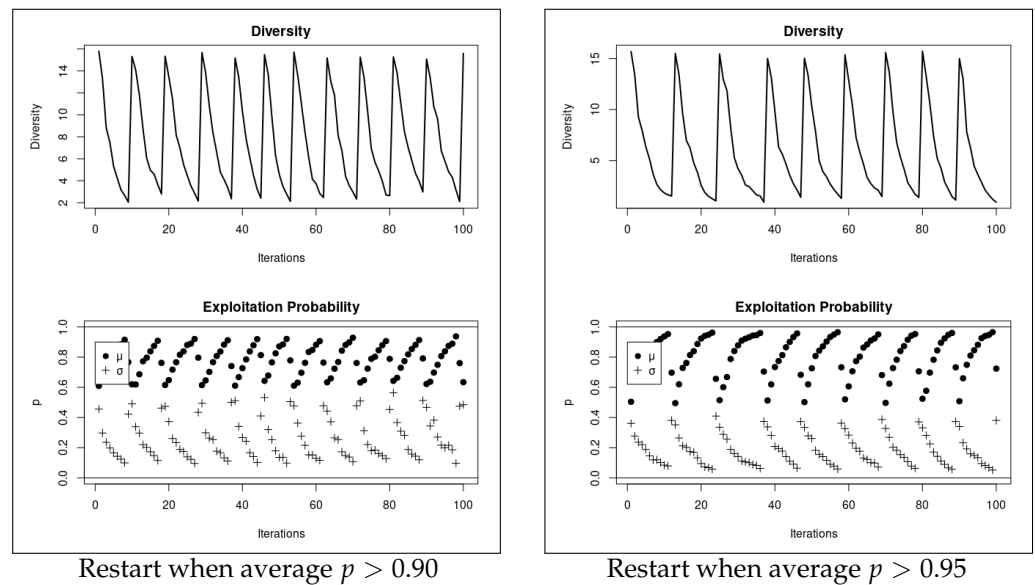 Diversity
Diversity
14
12
10
8
6
4
2
0 20 40 60 80 100
Iterations
Exploitation Probability
p
1.0
0.8
0.6
0.4
0.2
0.0
μ
σ
0 20 40 60 80 100
Iterations
Restart when average p > 0.90
Diversity
Diversity
15
10
5
0 20 40 60 80 100
Iterations
Exploitation Probability
p
1.0
0.8
0.6
0.4
0.2
0.0
μ
σ
0 20 40 60 80 100
Iterations
Restart when average p > 0.95